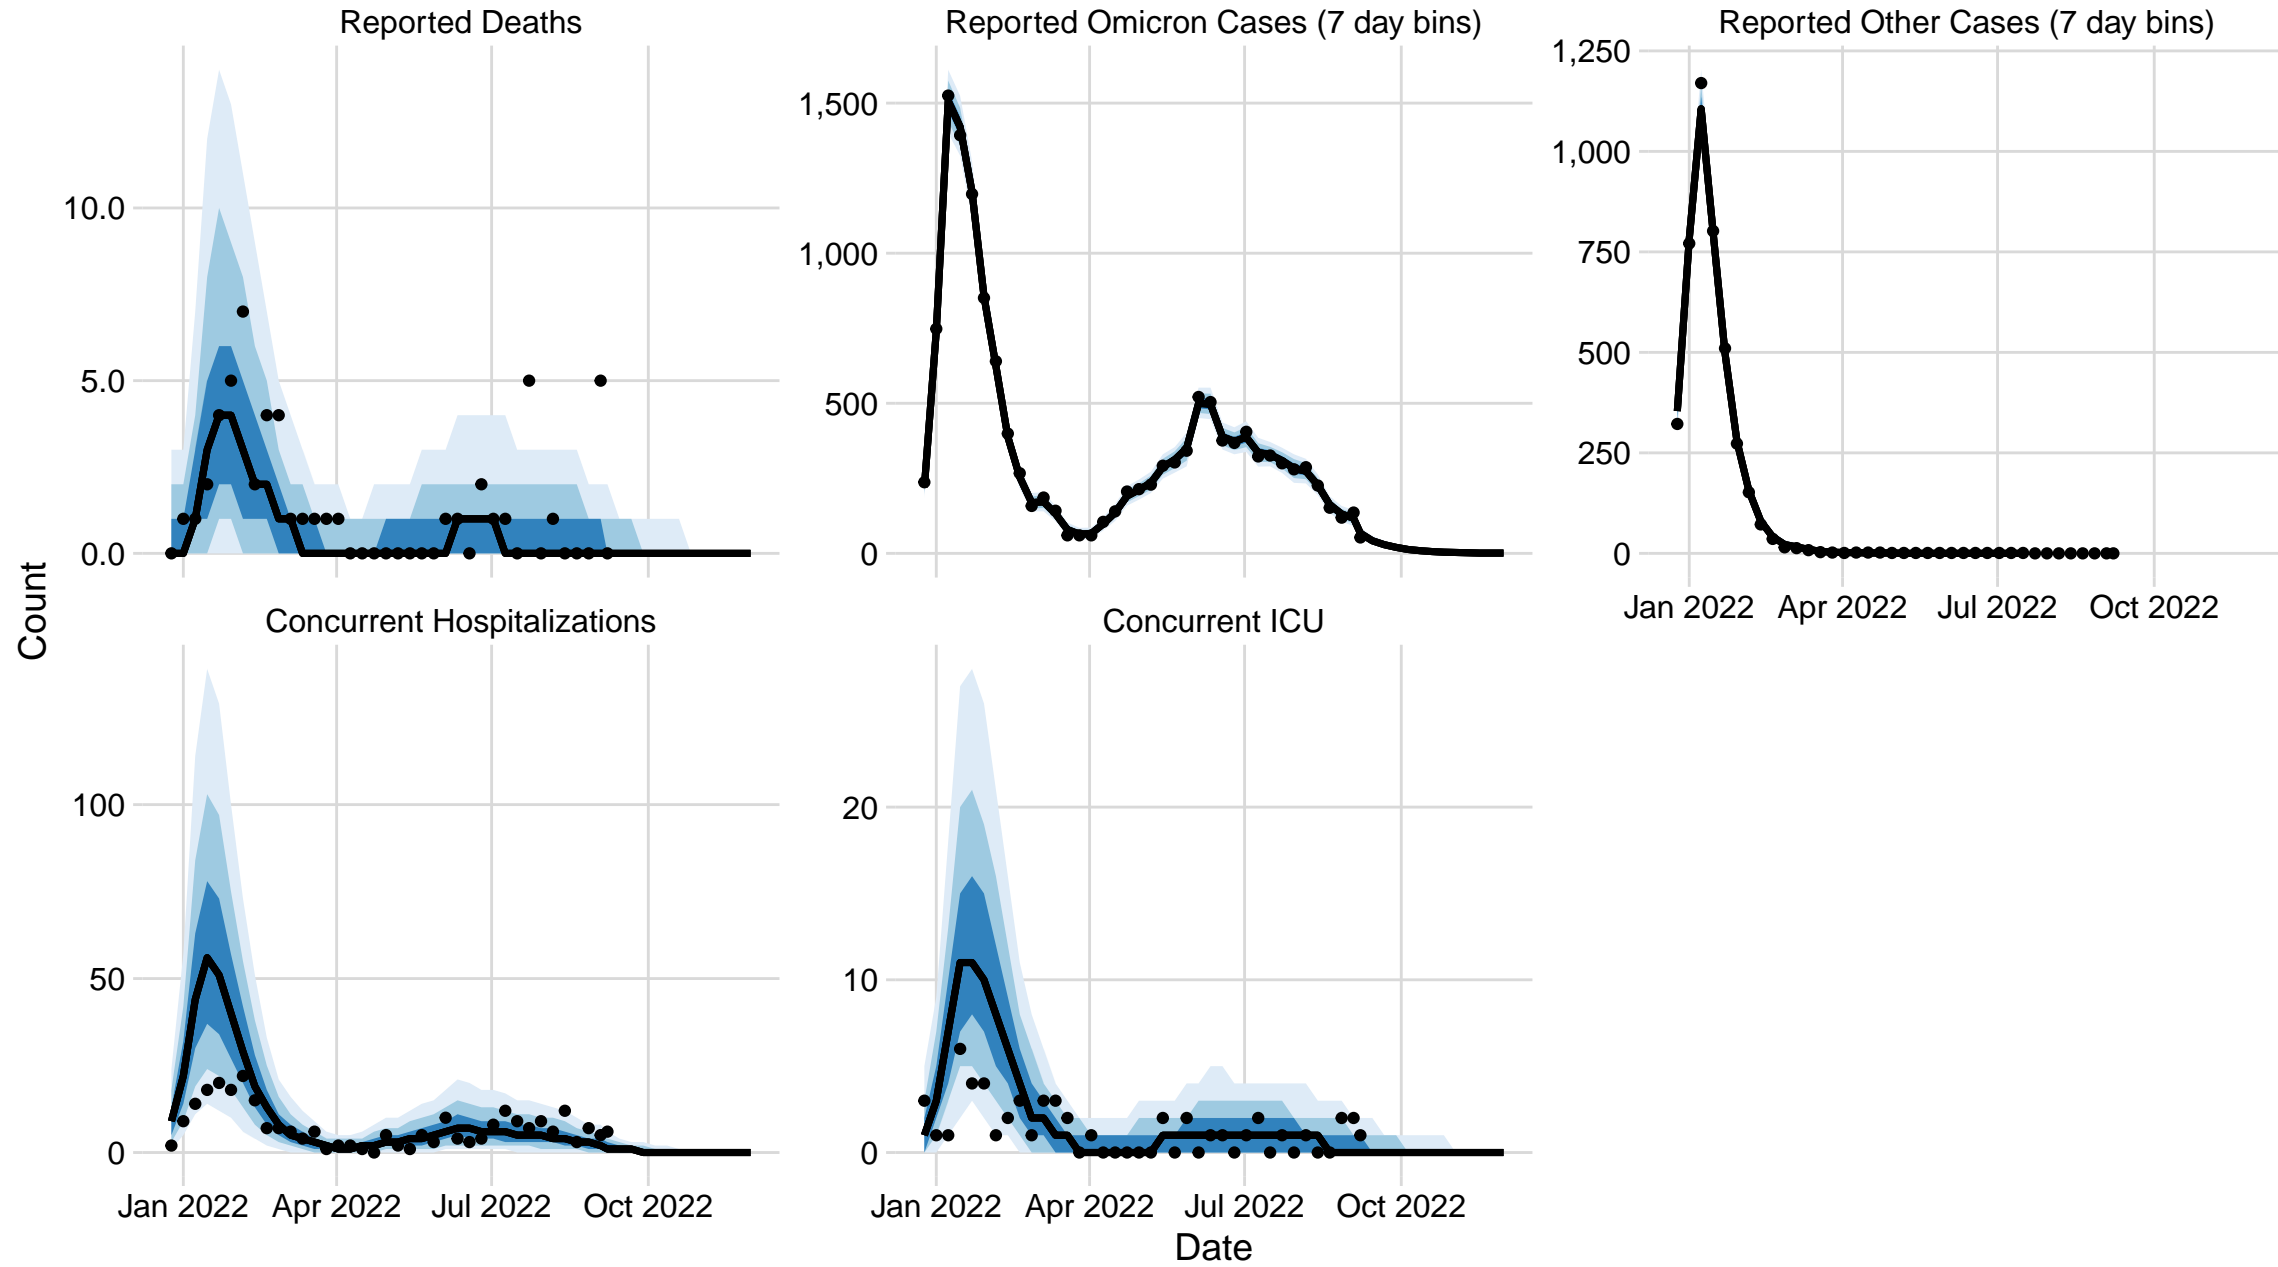 Reported Deaths
Reported Omicron Cases (7 day bins)
Reported Other Cases (7 day bins)
10.0
5.0
0.0
1,500
1,000
500
0
1,250
1,000
750
500
250
0
Jan 2022 Apr 2022 Jul 2022 Oct 2022
Count
Concurrent Hospitalizations
Concurrent ICU
100
50
0
20
10
0
Jan 2022 Apr 2022 Jul 2022 Oct 2022
Jan 2022 Apr 2022 Jul 2022 Oct 2022
Date